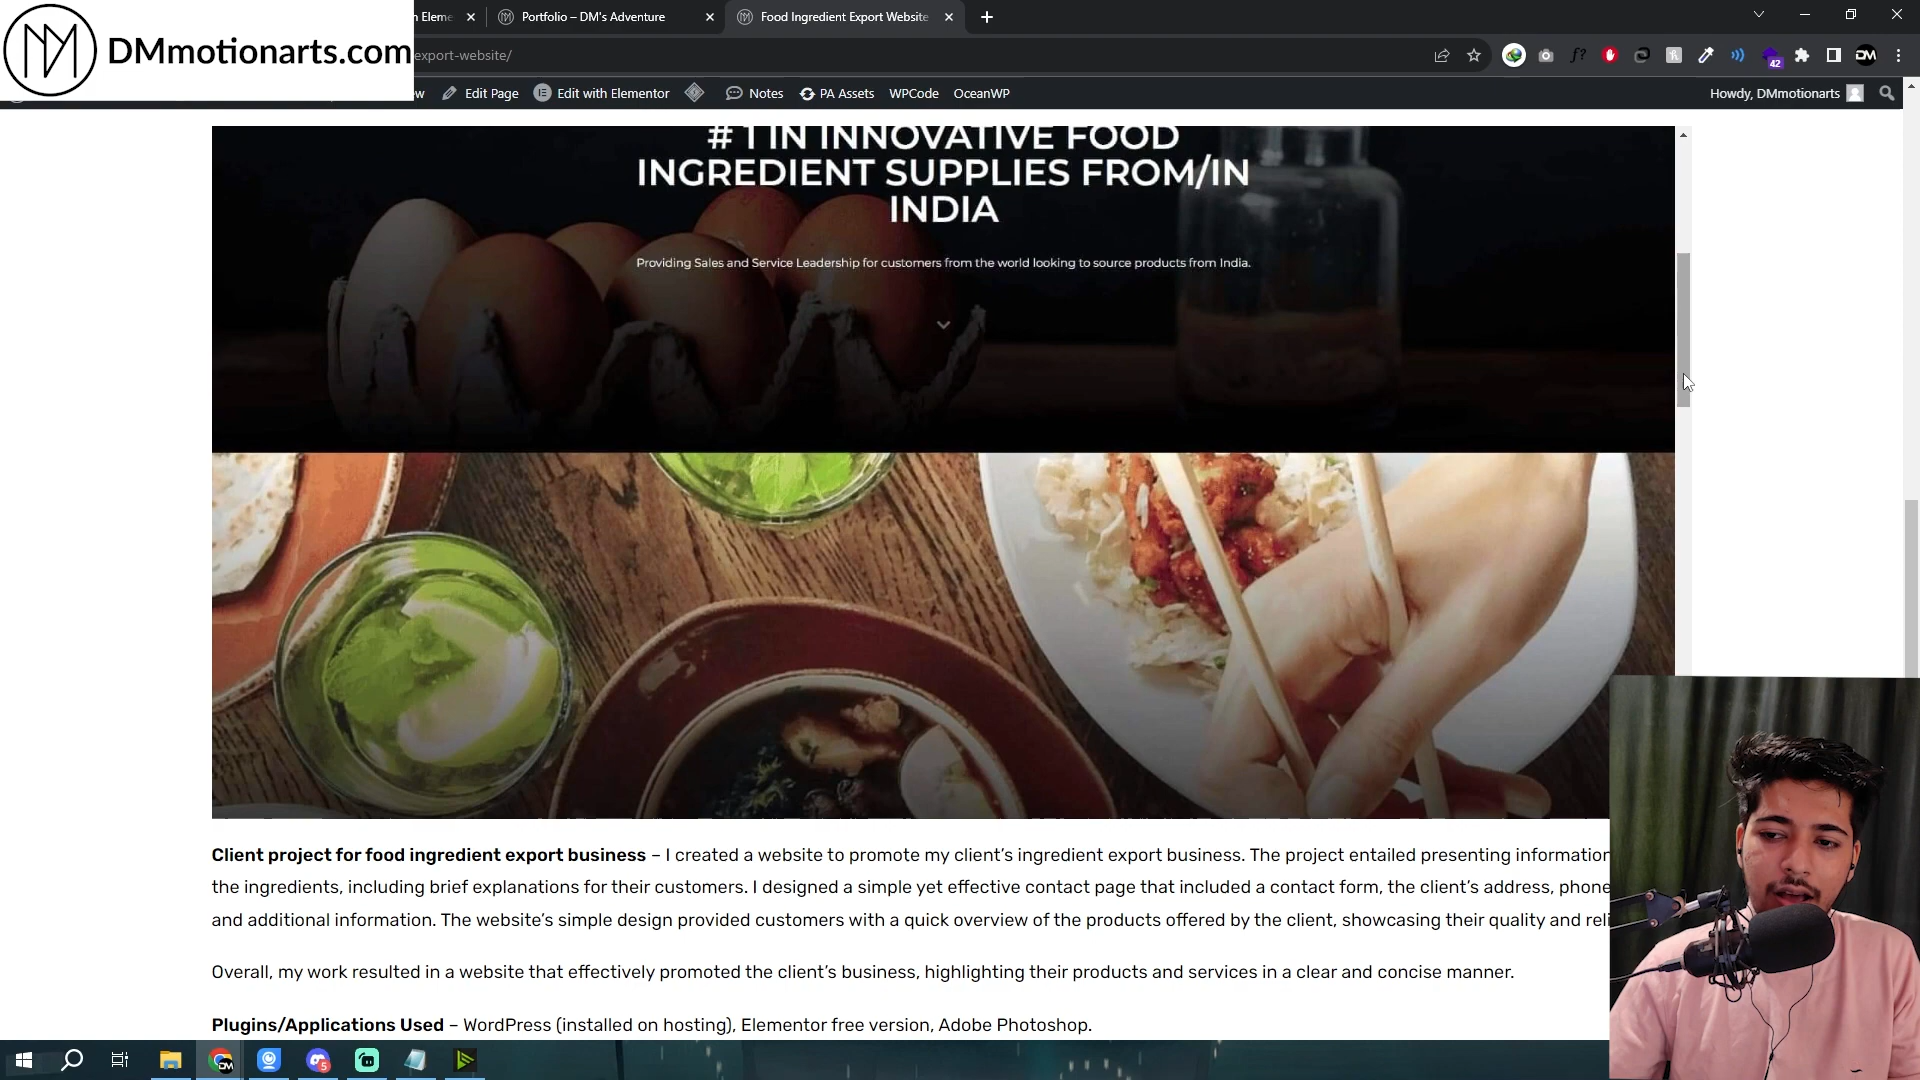 DMmotionarts.com
n Eleme
Portfolio – DM's Adventure
Food Ingredient Export Website
export-website/
42
DM
w
Edit Page
Edit with Elementor
Notes
PA Assets
WPCode
OceanWP
Howdy, DMmotionarts
# 1 IN INNOVATIVE FOOD
INGREDIENT SUPPLIES FROM/IN
INDIA
Providing Sales and Service Leadership for customers from the world looking to source products from India.
Client project for food ingredient export business – I created a website to promote my client's ingredient export business. The project entailed presenting information
the ingredients, including brief explanations for their customers. I designed a simple yet effective contact page that included a contact form, the client's address, phone
and additional information. The website's simple design provided customers with a quick overview of the products offered by the client, showcasing their quality and reli
Overall, my work resulted in a website that effectively promoted the client's business, highlighting their products and services in a clear and concise manner.
Plugins/Applications Used – WordPress (installed on hosting), Elementor free version, Adobe Photoshop.
DM
5